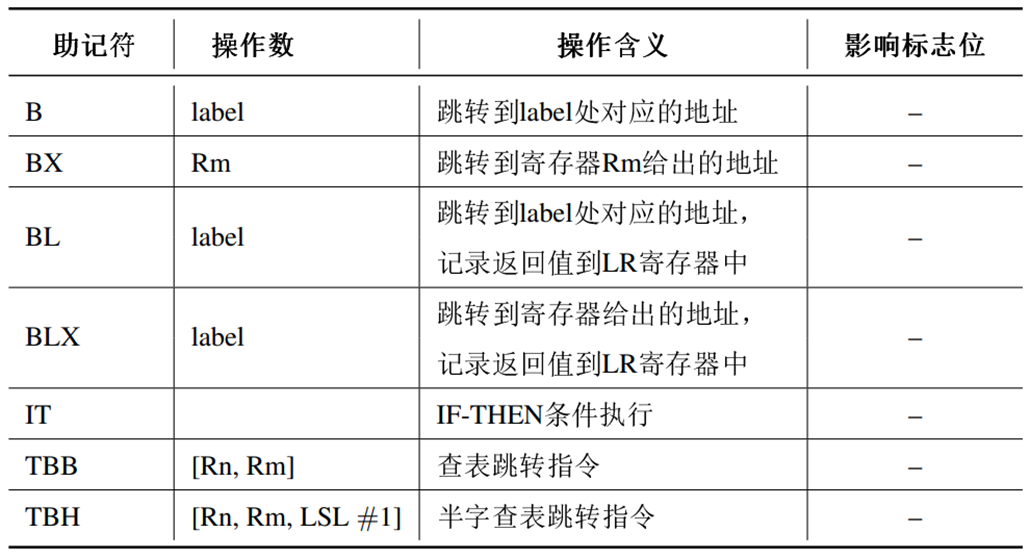 助记符 操作数 操作含义 影响标志位
B label 跳转到label处对应的地址 –
BX Rm 跳转到寄存器Rm给出的地址 –
BL label 跳转到label处对应的地址，
记录返回值到LR寄存器中 –
BLX label 跳转到寄存器给出的地址，
记录返回值到LR寄存器中 –
IT IF-THEN条件执行 –
TBB [Rn, Rm] 查表跳转指令 –
TBH [Rn, Rm, LSL #1] 半字查表跳转指令 –